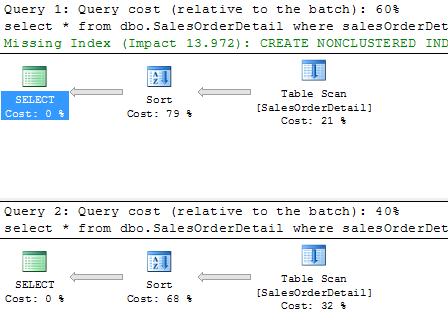 Query 1: Query cost (relative to the batch): 60%
select * from dbo.SalesOrderDetail where salesOrderDet
Missing Index (Impact 13.972): CREATE NONCLUSTERED IND
SELECT
Cost: 0 %
Sort
Cost: 79 %
Table Scan
[SalesOrderDetail]
Cost: 21 %
Query 2: Query cost (relative to the batch): 40%
select * from dbo.SalesOrderDetail where salesOrderDet
SELECT
Cost: 0 %
Sort
Cost: 68 %
Table Scan
[SalesOrderDetail]
Cost: 32 %